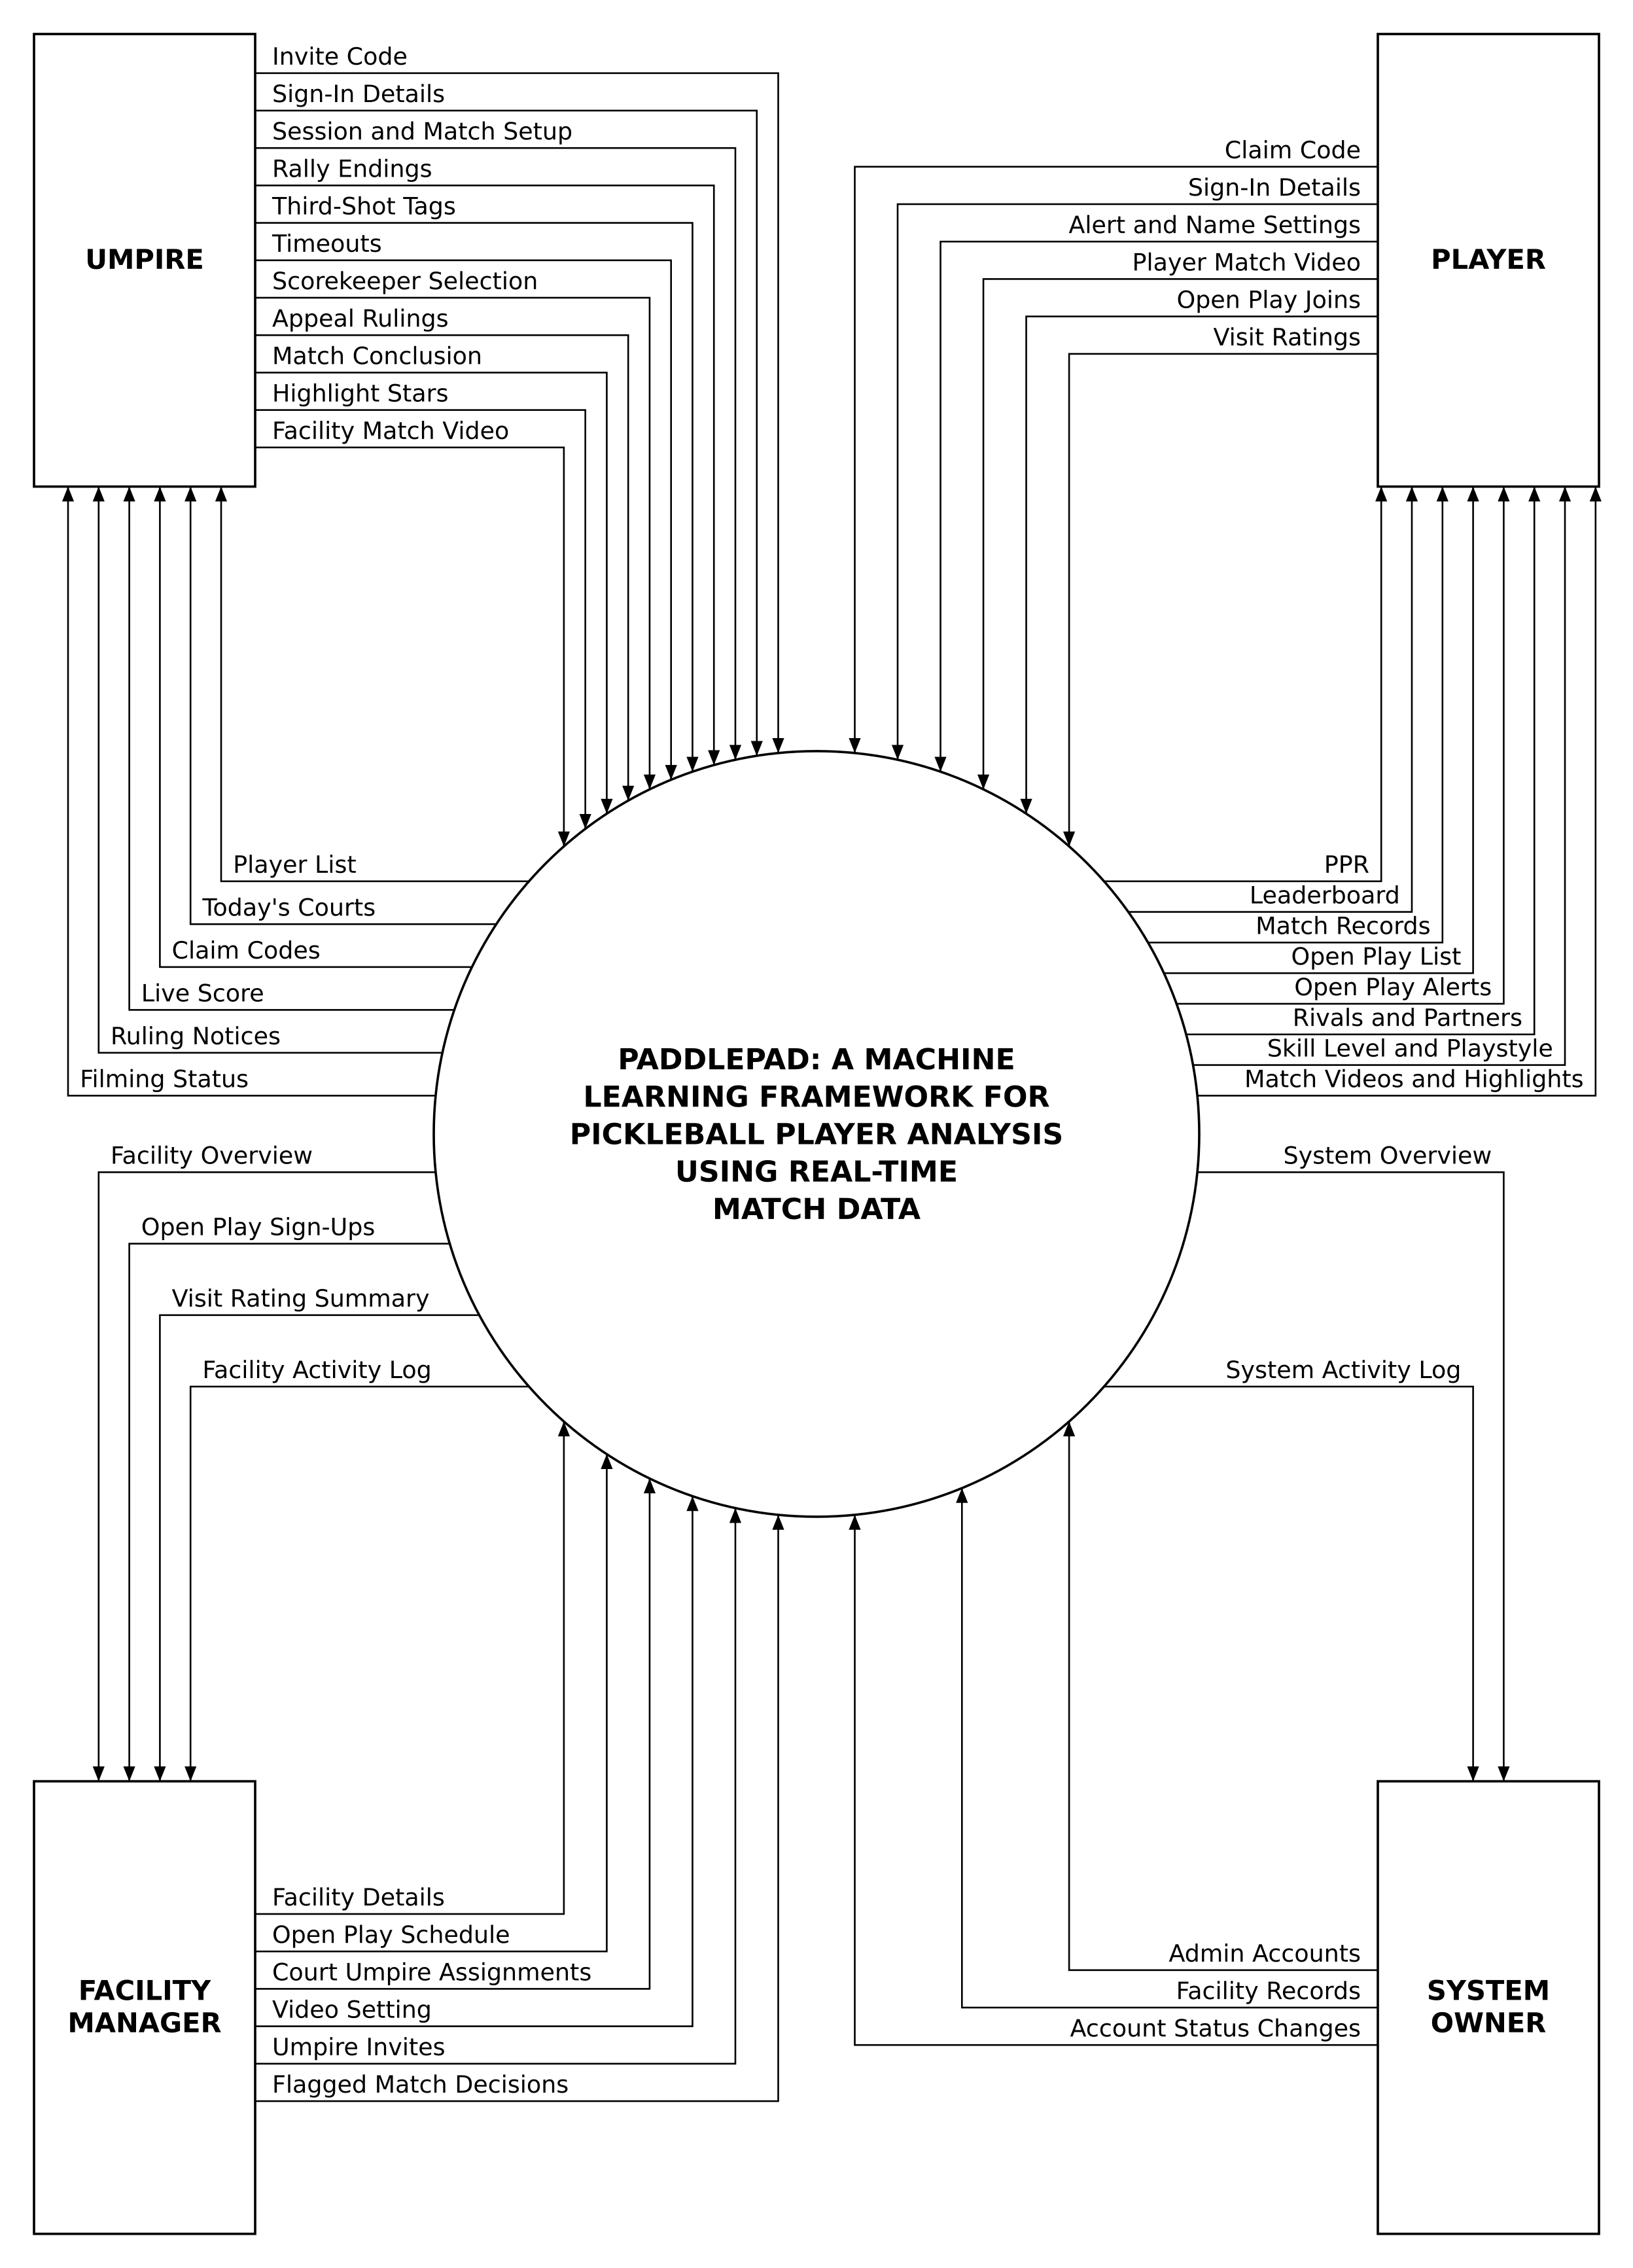 UMPIRE
Invite Code
Sign-In Details
Session and Match Setup
Rally Endings
Third-Shot Tags
Timeouts
Scorekeeper Selection
Appeal Rulings
Match Conclusion
Highlight Stars
Facility Match Video
PLAYER
Claim Code
Sign-In Details
Alert and Name Settings
Player Match Video
Open Play Joins
Visit Ratings
Player List
Today's Courts
Claim Codes
Live Score
Ruling Notices
Filming Status
PPR
Leaderboard
Match Records
Open Play List
Open Play Alerts
Rivals and Partners
Skill Level and Playstyle
Match Videos and Highlights
PADDLEPAD: A MACHINE
LEARNING FRAMEWORK FOR
PICKLEBALL PLAYER ANALYSIS
USING REAL-TIME
MATCH DATA
Facility Overview
Open Play Sign-Ups
Visit Rating Summary
Facility Activity Log
System Overview
System Activity Log
FACILITY
MANAGER
Facility Details
Open Play Schedule
Court Umpire Assignments
Video Setting
Umpire Invites
Flagged Match Decisions
Admin Accounts
Facility Records
Account Status Changes
SYSTEM
OWNER